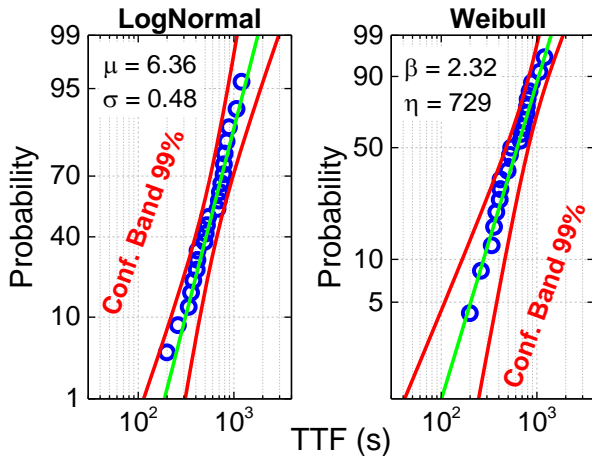 LogNormal
Weibull
99
95
70
40
10
1
Probability
μ = 6.36
σ = 0.48
Conf. Band 99%
10²
10³
99
90
50
10
5
Probability
β = 2.32
η = 729
Conf. Band 99%
10²
10³
TTF (s)